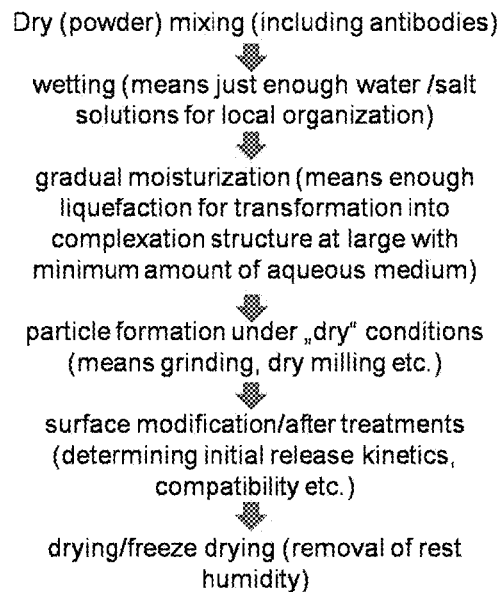 Dry (powder) mixing (including antibodies)
wetting (means just enough water /salt
solutions for local organization)
gradual moisturization (means enough
liquefaction for transformation into
complexation structure at large with
minimum amount of aqueous medium)
particle formation under „dry“ conditions
(means grinding, dry milling etc.)
surface modification/after treatments
(determining initial release kinetics,
compatibility etc.)
drying/freeze drying (removal of rest
humidity)